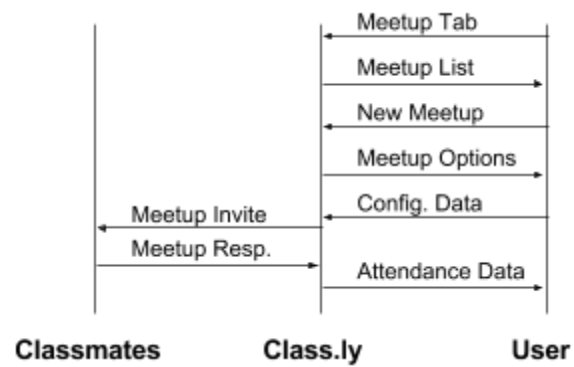 Meetup Tab
Meetup List
New Meetup
Meetup Options
Config. Data
Meetup Invite
Meetup Resp.
Attendance Data
Classmates Class.ly User